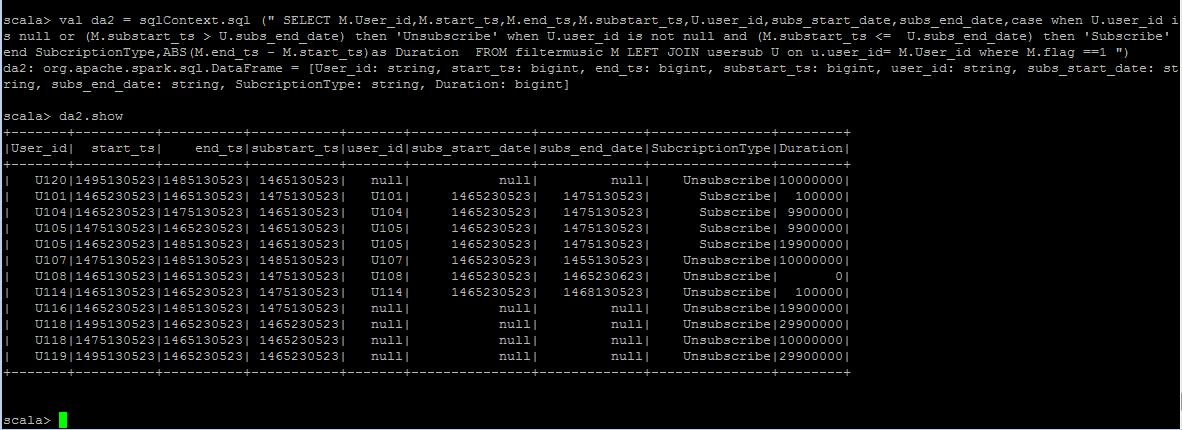 scala> val da2 = sqlContext.sql (" SELECT M.User_id,M.start_ts,M.end_ts,M.substart_ts,U.user_id,subs_start_date,subs_end_date,case when U.user_id i
s null or (M.substart_ts > U.subs_end_date) then 'Unsubscribe' when U.user_id is not null and (M.substart_ts <=  U.subs_end_date) then 'Subscribe'
end SubcriptionType,ABS(M.end_ts - M.start_ts)as Duration  FROM filtermusic M LEFT JOIN usersub U on u.user_id= M.User_id where M.flag ==1 ")
da2: org.apache.spark.sql.DataFrame = [User_id: string, start_ts: bigint, end_ts: bigint, substart_ts: bigint, user_id: string, subs_start_date: st
ring, subs_end_date: string, SubcriptionType: string, Duration: bigint]
scala> da2.show
+-------+----------+----------+-----------+-------+---------------+-------------+---------------+--------+
|User_id|  start_ts|    end_ts|substart_ts|user_id|subs_start_date|subs_end_date|SubcriptionType|Duration|
+-------+----------+----------+-----------+-------+---------------+-------------+---------------+--------+
|   U120|1495130523|1485130523| 1465130523|   null|           null|         null|    Unsubscribe|10000000|
|   U101|1465230523|1465130523| 1475130523|   U101|     1465230523|   1475130523|      Subscribe|  100000|
|   U104|1465230523|1475130523| 1465230523|   U104|     1465230523|   1475130523|      Subscribe| 9900000|
|   U105|1475130523|1465230523| 1465130523|   U105|     1465230523|   1475130523|      Subscribe| 9900000|
|   U105|1465230523|1485130523| 1465130523|   U105|     1465230523|   1475130523|      Subscribe|19900000|
|   U107|1475130523|1485130523| 1485130523|   U107|     1465230523|   1455130523|    Unsubscribe|10000000|
|   U108|1465230523|1465230523| 1475130523|   U108|     1465230523|   1465230623|    Unsubscribe|       0|
|   U114|1465130523|1465230523| 1475130523|   U114|     1465230523|   1468130523|    Unsubscribe|  100000|
|   U116|1465230523|1485130523| 1475130523|   null|           null|         null|    Unsubscribe|19900000|
|   U118|1495130523|1465230523| 1465230523|   null|           null|         null|    Unsubscribe|29900000|
|   U118|1475130523|1465130523| 1465230523|   null|           null|         null|    Unsubscribe|10000000|
|   U119|1495130523|1465230523| 1465230523|   null|           null|         null|    Unsubscribe|29900000|
+-------+----------+----------+-----------+-------+---------------+-------------+---------------+--------+
scala>